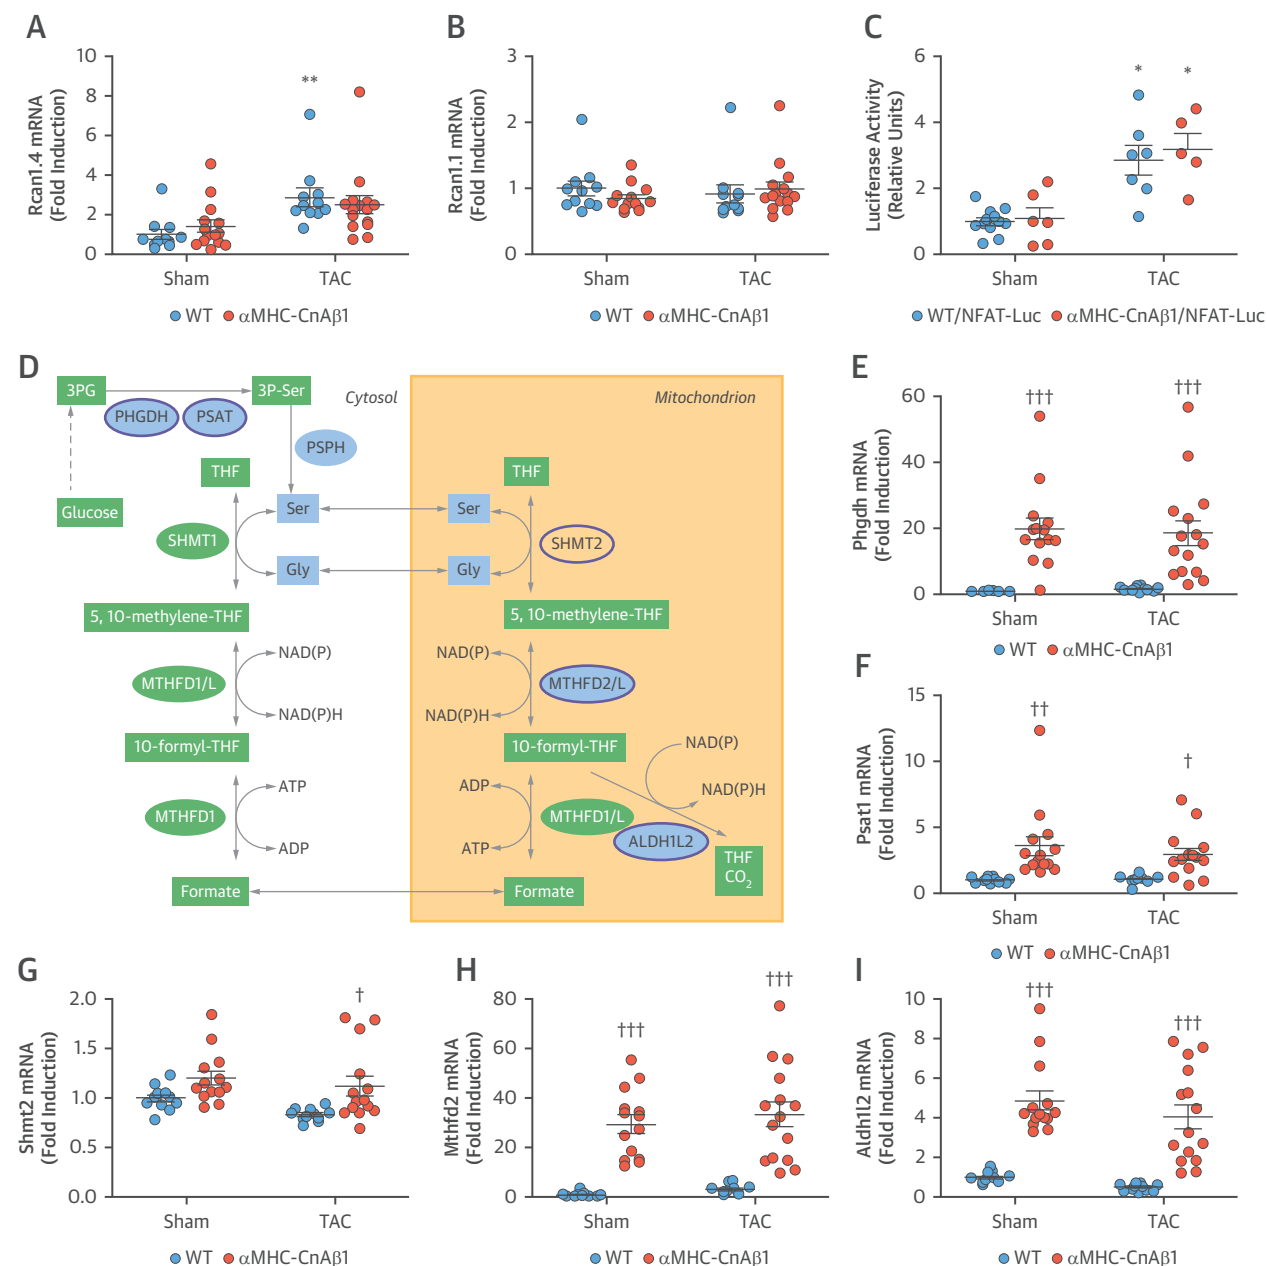 A
Rcan1.4 mRNA
(Fold Induction)
10
8
6
4
2
0
**
Sham
TAC
WT
αMHC-CnAβ1
B
Rcan1.1 mRNA
(Fold Induction)
3
2
1
0
Sham
TAC
WT
αMHC-CnAβ1
C
Luciferase Activity
(Relative Units)
6
4
2
0
*
*
Sham
TAC
WT/NFAT-Luc
αMHC-CnAβ1/NFAT-Luc
D
3PG
3P-Ser
Cytosol
Mitochondrion
PHGDH
PSAT
PSPH
THF
THF
Glucose
Ser
Ser
SHMT1
SHMT2
Gly
Gly
5, 10-methylene-THF
5, 10-methylene-THF
NAD(P)
NAD(P)
MTHFD1/L
MTHFD2/L
NAD(P)H
NAD(P)H
10-formyl-THF
10-formyl-THF
NAD(P)
NAD(P)H
ATP
ADP
MTHFD1
MTHFD1/L
ALDH1L2
ADP
ATP
THF
CO2
Formate
Formate
E
Phgdh mRNA
(Fold Induction)
60
40
20
0
†††
†††
Sham
TAC
WT
αMHC-CnAβ1
F
Psat1 mRNA
(Fold Induction)
15
10
5
0
††
†
Sham
TAC
WT
αMHC-CnAβ1
G
Shmt2 mRNA
(Fold Induction)
2.0
1.5
1.0
0.5
0.0
†
Sham
TAC
WT
αMHC-CnAβ1
H
Mthfd2 mRNA
(Fold Induction)
80
60
40
20
0
†††
†††
Sham
TAC
WT
αMHC-CnAβ1
I
Aldh1l2 mRNA
(Fold Induction)
10
8
6
4
2
0
†††
†††
Sham
TAC
WT
αMHC-CnAβ1